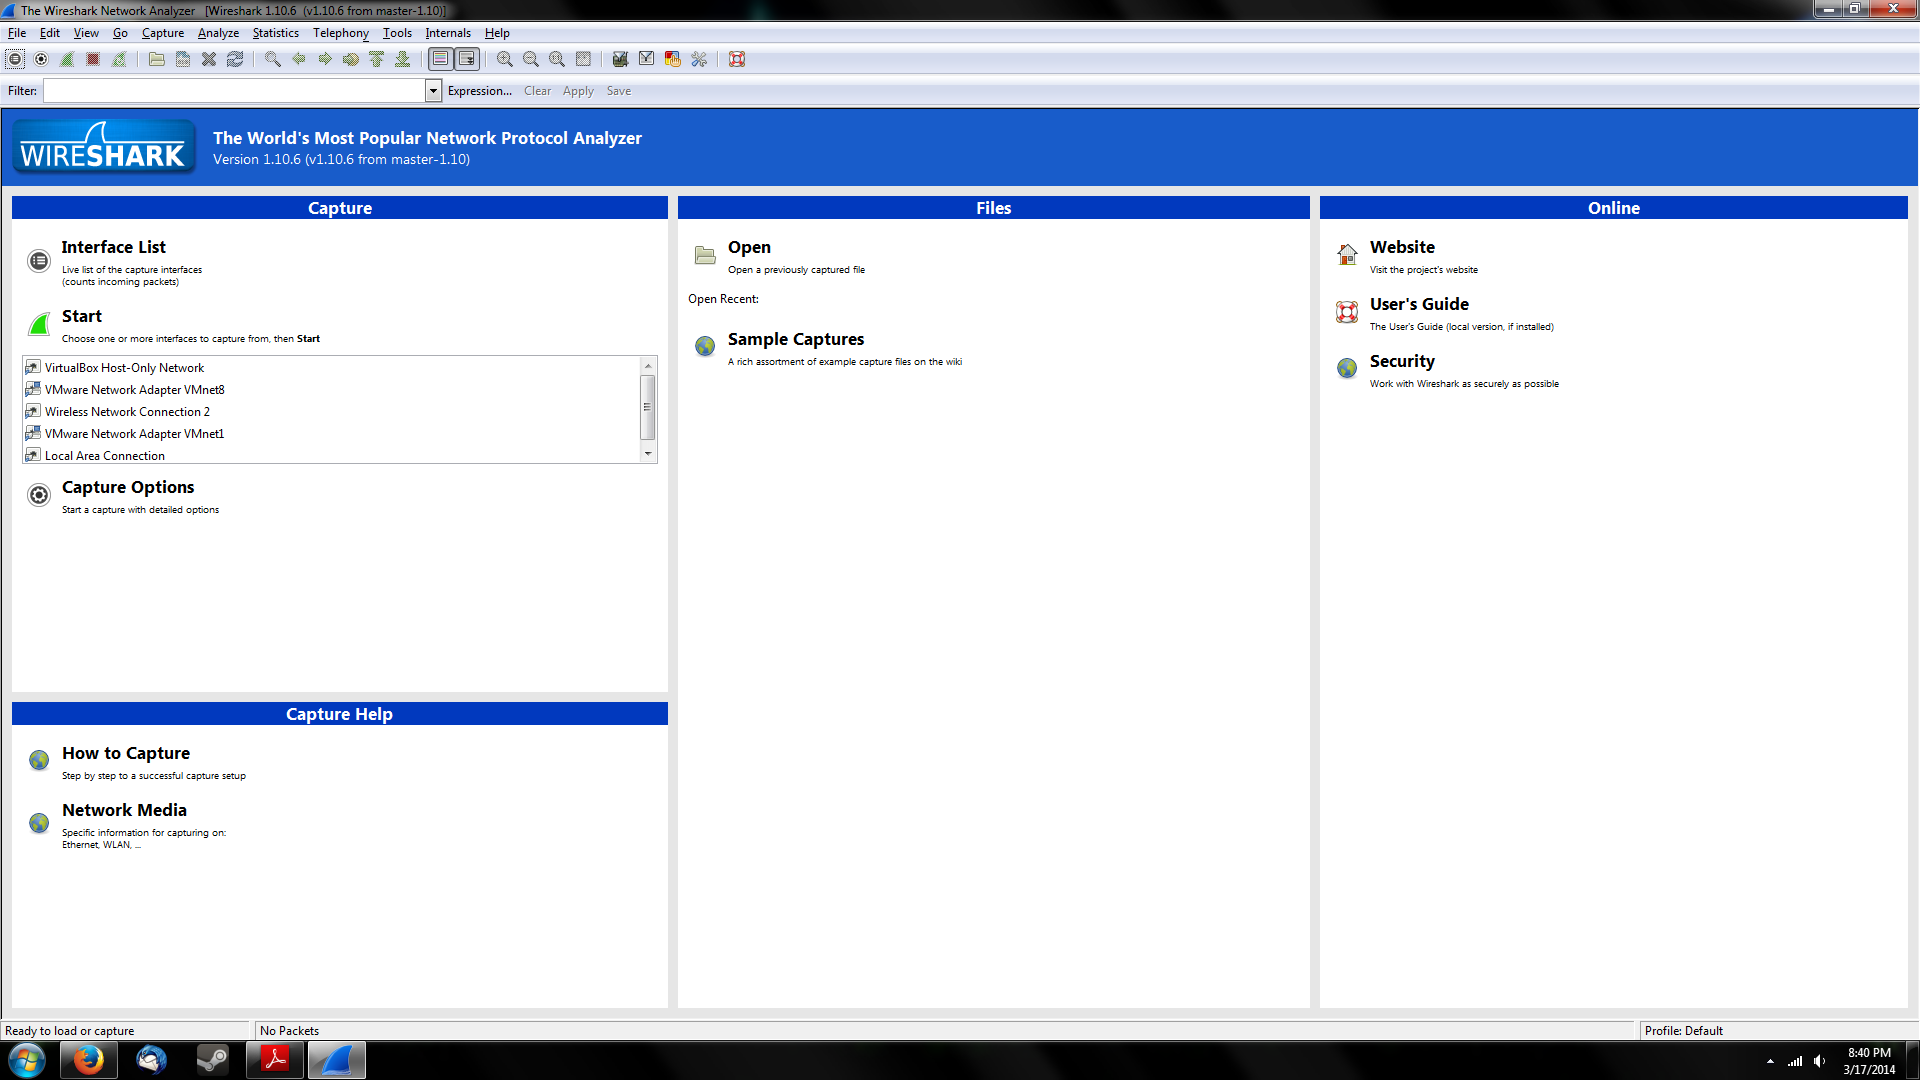 The Wireshark Network Analyzer [Wireshark 1.10.6 (v1.10.6 from master-1.10)]
File Edit View Go Capture Analyze Statistics Telephony Tools Internals Help
Filter: Expression... Clear Apply Save
WIRESHARK
The World's Most Popular Network Protocol Analyzer
Version 1.10.6 (v1.10.6 from master-1.10)
Capture
Interface List
Live list of the capture interfaces
(counts incoming packets)
Start
Choose one or more interfaces to capture from, then Start
VirtualBox Host-Only Network
VMware Network Adapter VMnet8
Wireless Network Connection 2
VMware Network Adapter VMnet1
Local Area Connection
Capture Options
Start a capture with detailed options
Capture Help
How to Capture
Step by step to a successful capture setup
Network Media
Specific information for capturing on:
Ethernet, WLAN, ...
Files
Open
Open a previously captured file
Open Recent:
Sample Captures
A rich assortment of example capture files on the wiki
Online
Website
Visit the project's website
User's Guide
The User's Guide (local version, if installed)
Security
Work with Wireshark as securely as possible
Ready to load or capture
No Packets
Profile: Default
8:40 PM
3/17/2014